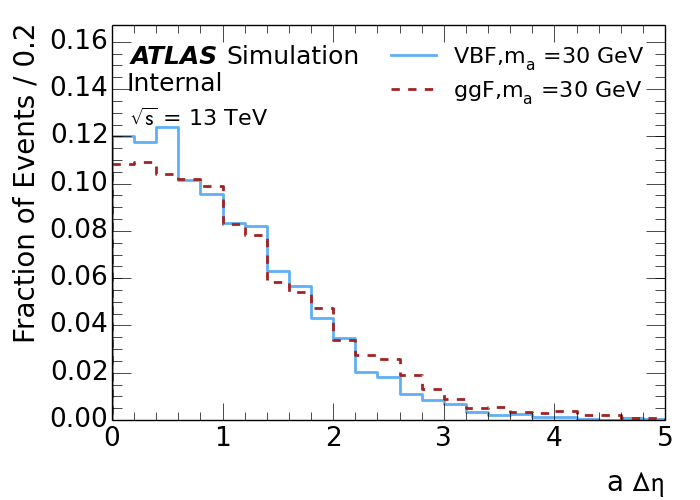 ATLAS Simulation
Internal
√s = 13 TeV
VBF,mₐ =30 GeV
ggF,mₐ =30 GeV
Fraction of Events / 0.2
0.16
0.14
0.12
0.10
0.08
0.06
0.04
0.02
0.00
0 1 2 3 4 5
a Δη